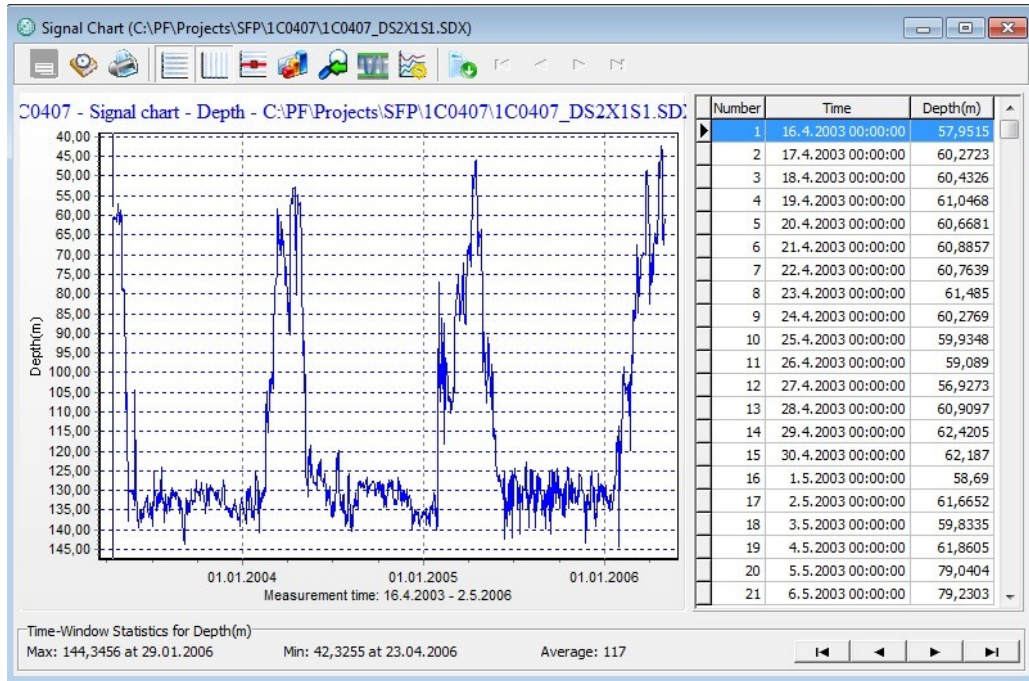 Signal Chart (C:\PF\Projects\SFP\1C0407\1C0407_DS2X1S1.SDX)
C0407 - Signal chart - Depth - C:\PF\Projects\SFP\1C0407\1C0407_DS2X1S1.SD
40,00
45,00
50,00
55,00
60,00
65,00
70,00
75,00
80,00
85,00
90,00
95,00
100,00
105,00
110,00
115,00
120,00
125,00
130,00
135,00
140,00
145,00
Depth(m)
01.01.2004 01.01.2005 01.01.2006
Measurement time: 16.4.2003 - 2.5.2006
Number Time Depth(m)
1 16.4.2003 00:00:00 57,9515
2 17.4.2003 00:00:00 60,2723
3 18.4.2003 00:00:00 60,4326
4 19.4.2003 00:00:00 61,0468
5 20.4.2003 00:00:00 60,6681
6 21.4.2003 00:00:00 60,8857
7 22.4.2003 00:00:00 60,7639
8 23.4.2003 00:00:00 61,485
9 24.4.2003 00:00:00 60,2769
10 25.4.2003 00:00:00 59,9348
11 26.4.2003 00:00:00 59,089
12 27.4.2003 00:00:00 56,9273
13 28.4.2003 00:00:00 60,9097
14 29.4.2003 00:00:00 62,4205
15 30.4.2003 00:00:00 62,187
16 1.5.2003 00:00:00 58,69
17 2.5.2003 00:00:00 61,6652
18 3.5.2003 00:00:00 59,8335
19 4.5.2003 00:00:00 61,8605
20 5.5.2003 00:00:00 79,0404
21 6.5.2003 00:00:00 79,2303
Time-Window Statistics for Depth(m)
Max: 144,3456 at 29.01.2006 Min: 42,3255 at 23.04.2006 Average: 117